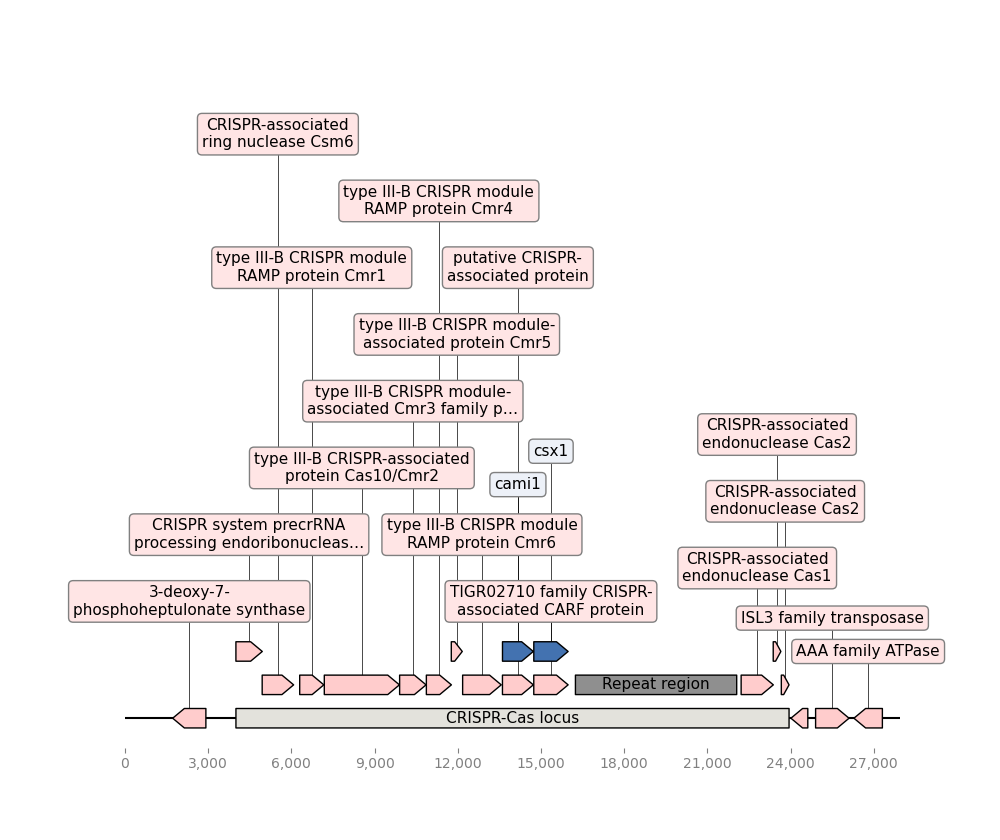 CRISPR-associated
ring nuclease Csm6
type III-B CRISPR module
RAMP protein Cmr4
type III-B CRISPR module
RAMP protein Cmr1
putative CRISPR-
associated protein
type III-B CRISPR module-
associated protein Cmr5
type III-B CRISPR module-
associated Cmr3 family p…
CRISPR-associated
endonuclease Cas2
csx1
type III-B CRISPR-associated
protein Cas10/Cmr2
cami1
CRISPR-associated
endonuclease Cas2
CRISPR system precrRNA
processing endoribonucleas…
type III-B CRISPR module
RAMP protein Cmr6
CRISPR-associated
endonuclease Cas1
3-deoxy-7-
phosphoheptulonate synthase
TIGR02710 family CRISPR-
associated CARF protein
ISL3 family transposase
AAA family ATPase
Repeat region
CRISPR-Cas locus
0 3,000 6,000 9,000 12,000 15,000 18,000 21,000 24,000 27,000